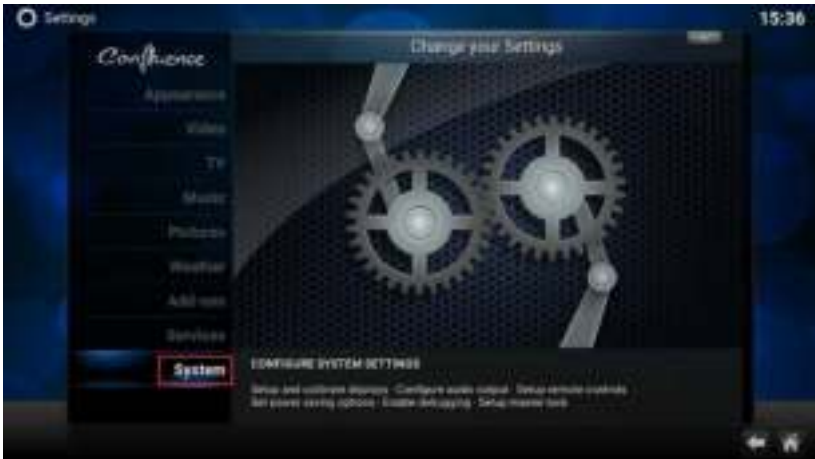 Settings
15:36
Confluence
Change your Settings
Appearance
Video
TV
Music
Pictures
Weather
Add-ons
Services
System
CONFIGURE SYSTEM SETTINGS
Setup and calibrate displays · Configure audio output · Setup remote controls
Set power saving options · Enable debugging · Setup master lock